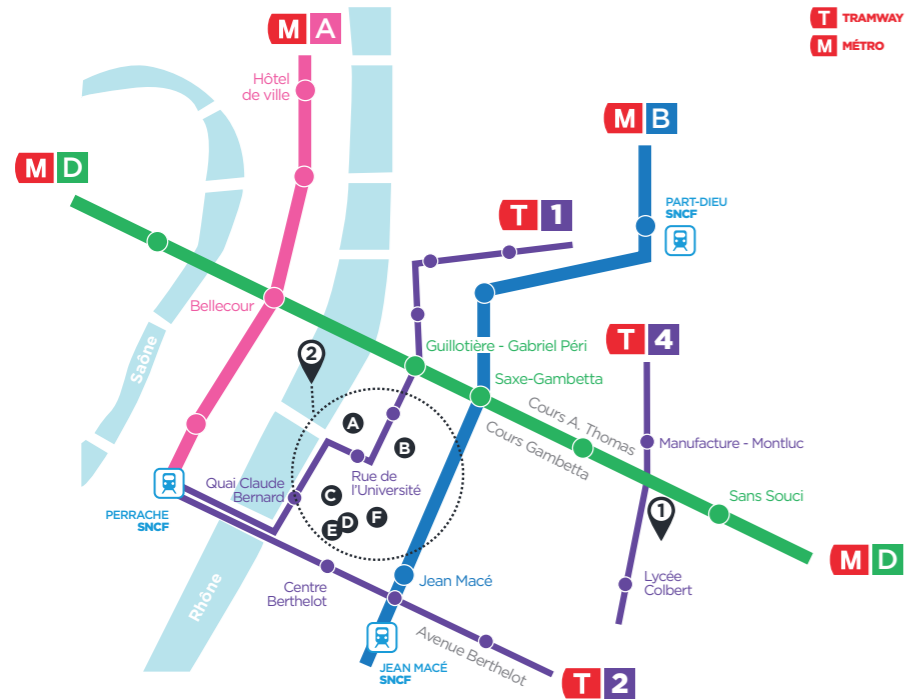 T TRAMWAY
M MÉTRO
M A
Hôtel
de ville
M B
M D
PART-DIEU
SNCF
T 1
Bellecour
Saône
Guillotière - Gabriel Péri
T 4
2
Saxe-Gambetta
Cours A. Thomas
Cours Gambetta
A
B
Manufacture - Montluc
Quai Claude
Bernard
Rue de
l'Université
C
D
E
F
Sans Souci
PERRACHE
SNCF
1
M D
Rhône
Centre
Berthelot
Jean Macé
Lycée
Colbert
Avenue Berthelot
JEAN MACÉ
SNCF
T 2